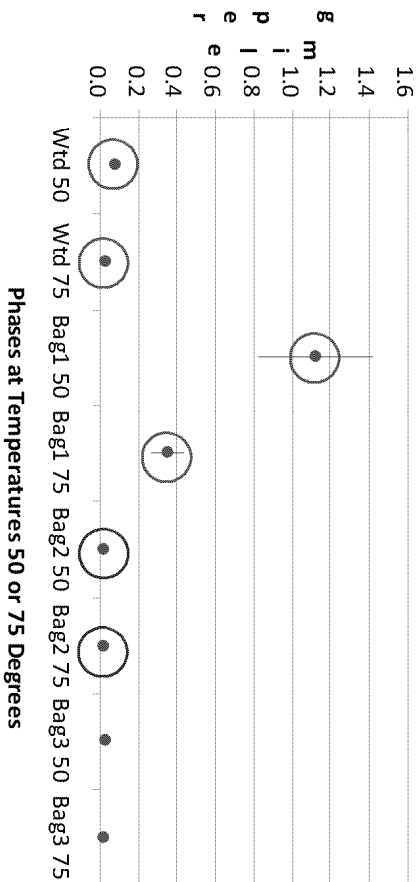 g per
mile
1.6
1.4
1.2
1.0
0.8
0.6
0.4
0.2
0.0
Wtd 50 Wtd 75 Bag1 50 Bag1 75 Bag2 50 Bag2 75 Bag3 50 Bag3 75
Phases at Temperatures 50 or 75 Degrees